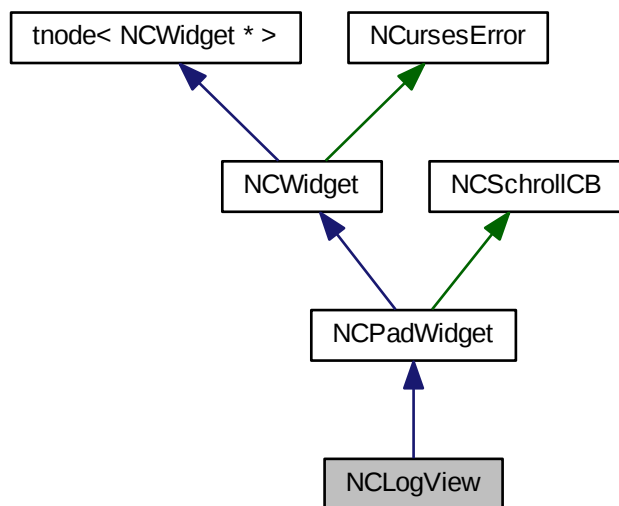 tnode< NCWidget * >
NCursesError
NCWidget
NCSchrollCB
NCPadWidget
NCLogView